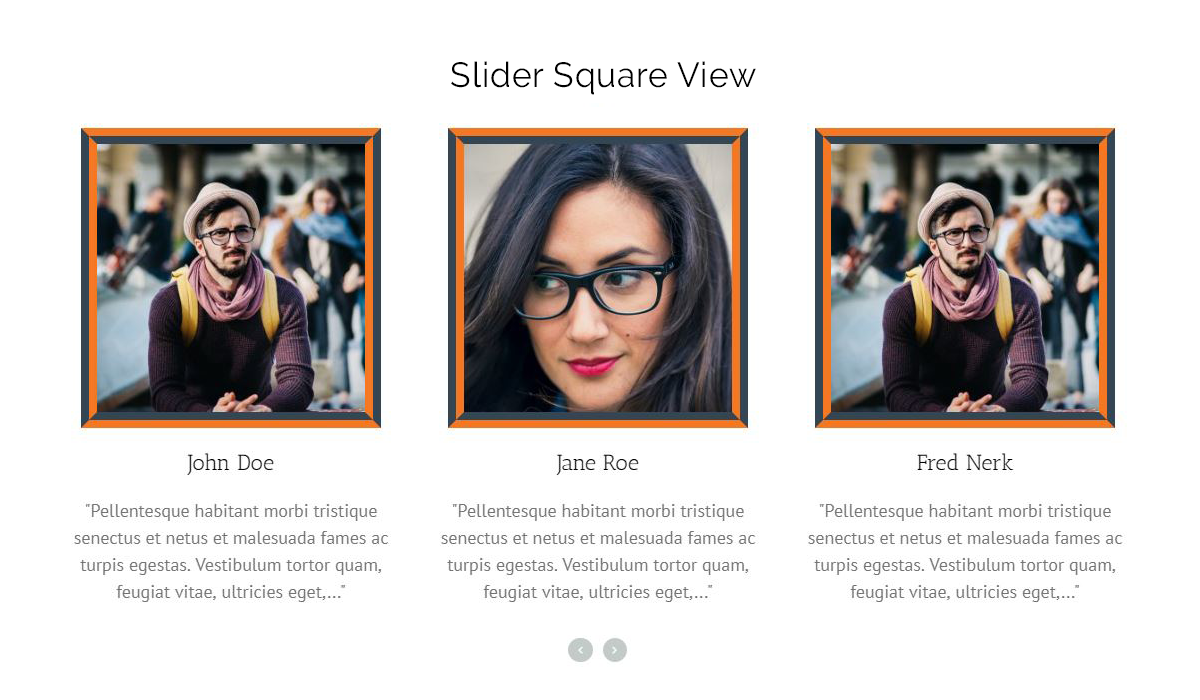 Slider Square View
John Doe
Jane Roe
Fred Nerk
"Pellentesque habitant morbi tristique
senectus et netus et malesuada fames ac
turpis egestas. Vestibulum tortor quam,
feugiat vitae, ultricies eget,..."
"Pellentesque habitant morbi tristique
senectus et netus et malesuada fames ac
turpis egestas. Vestibulum tortor quam,
feugiat vitae, ultricies eget,..."
"Pellentesque habitant morbi tristique
senectus et netus et malesuada fames ac
turpis egestas. Vestibulum tortor quam,
feugiat vitae, ultricies eget,..."